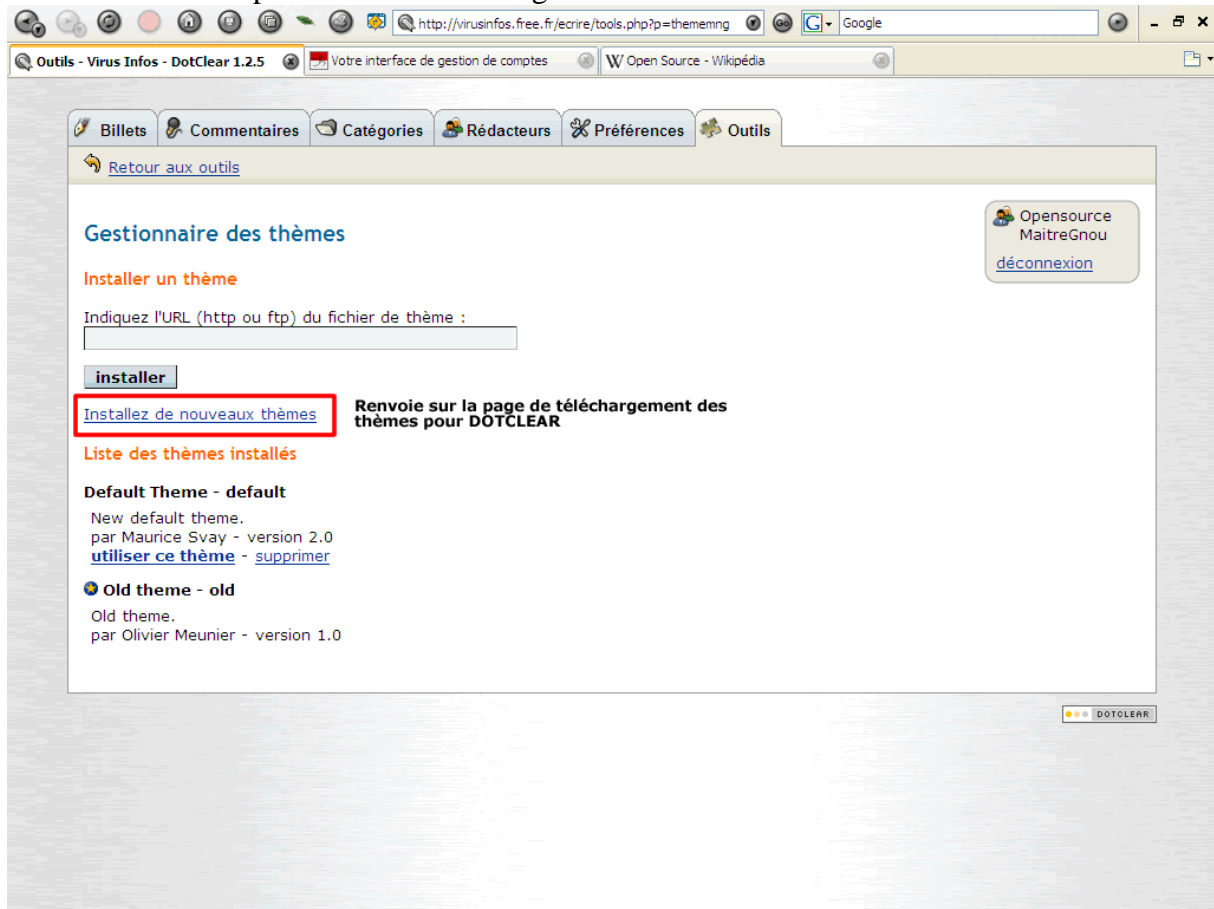 http://virusinfos.free.fr/ecrire/tools.php?p=thememng
Google
Outils - Virus Infos - DotClear 1.2.5
Votre interface de gestion de comptes
Open Source - Wikipédia
Billets
Commentaires
Catégories
Rédacteurs
Préférences
Outils
Retour aux outils
Opensource
MaitreGnou
déconnexion
Gestionnaire des thèmes
Installer un thème
Indiquez l'URL (http ou ftp) du fichier de thème :
installer
Installez de nouveaux thèmes
Renvoie sur la page de téléchargement des
thèmes pour DOTCLEAR
Liste des thèmes installés
Default Theme - default
New default theme.
par Maurice Svay - version 2.0
utiliser ce thème - supprimer
Old theme - old
Old theme.
par Olivier Meunier - version 1.0
DOTCLEAR